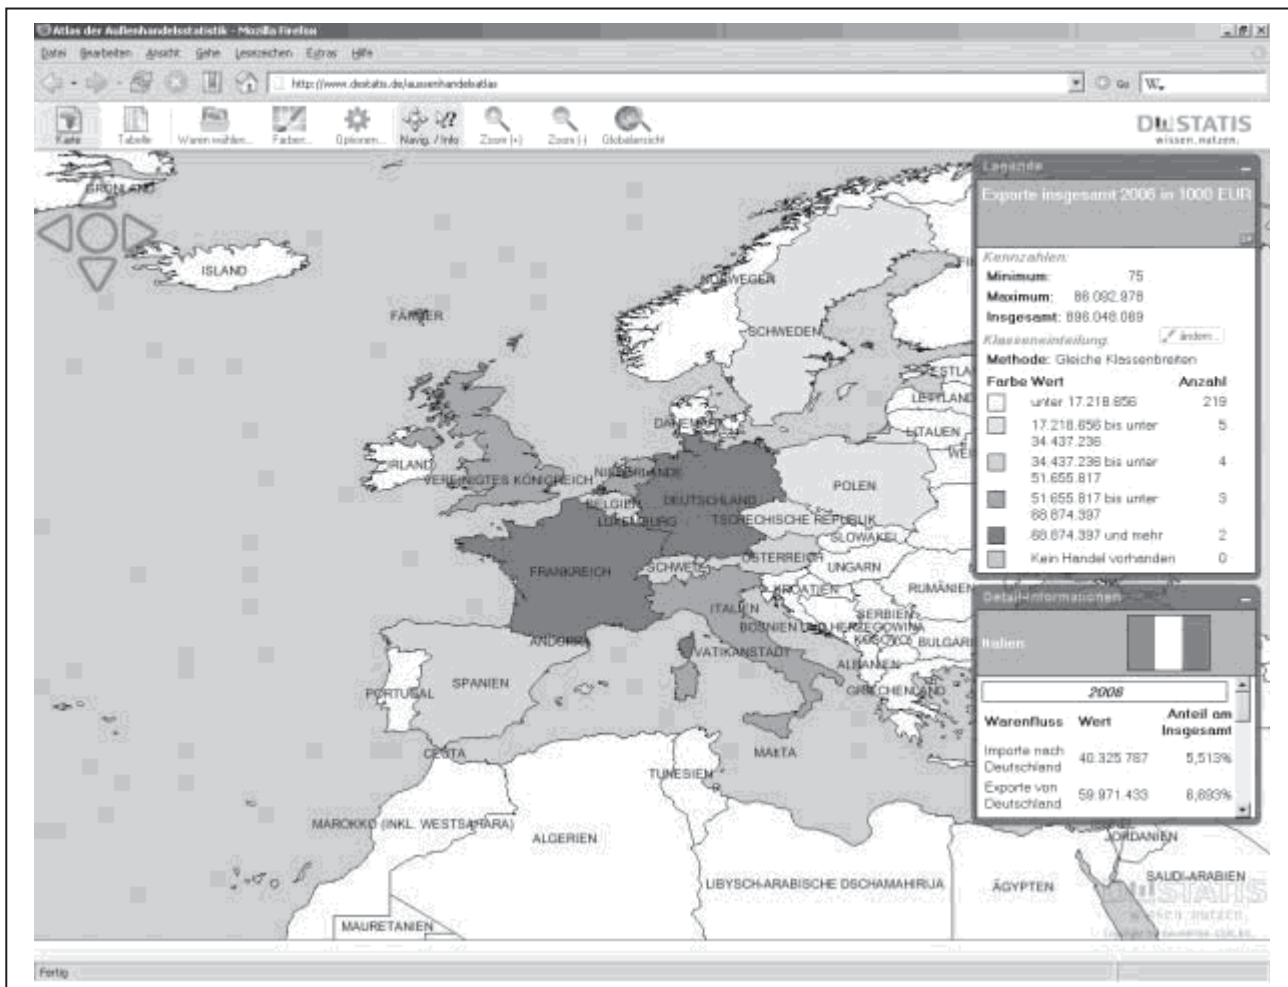 Atlas der Außenhandelsstatistik - Mozilla Firefox
Datei Bearbeiten Ansicht Gehe Lesezeichen Extras Hilfe
http://www.destatis.de/aussenhandelsatlas
Go
Karte Tabelle Waren wählen... Farben... Optionen... Navig. / Info Zoom (+) Zoom (-) Globalansicht
DESTATIS
wissen.nutzen.
GRÖNLAND
ISLAND
FÄRÖER
NORWEGEN
SCHWEDEN
LETTLAND
LITAUEN
IRLAND
VEREINIGTES KÖNIGREICH
NIEDERLANDE
BELGIEN
DEUTSCHLAND
POLEN
LUXEMBURG
TSCHECHISCHE REPUBLIK
SLOWAKEI
FRANKREICH
SCHWEIZ
ÖSTERREICH
UNGARN
RUMÄNIEN
KROATIEN
ITALIEN
SERBIEN
BOSNIEN UND HERZEGOWINA
KOSOVO
ANDORRA
VATIKANSTADT
ALBANIEN
PORTUGAL
SPANIEN
GRIECHENLAND
CEUTA
MALTA
TUNESIEN
MAROKKO (INKL. WESTSAHARA)
ALGERIEN
JORDANIEN
LIBYSCH-ARABISCHE DSCHAMAHIRIJA
ÄGYPTEN
SAUDI-ARABIEN
MAURETANIEN
Legende
Exporte insgesamt 2006 in 1000 EUR
Kennzahlen:
Minimum: 75
Maximum: 86.092.978
Insgesamt: 896.048.069
Klasseneinteilung:
ändern...
Methode: Gleiche Klassenbreiten
Farbe Wert Anzahl
unter 17.218.656 219
17.218.656 bis unter 5
34.437.236
34.437.236 bis unter 4
51.655.817
51.655.817 bis unter 3
68.874.397
68.874.397 und mehr 2
Kein Handel vorhanden 0
Detail-Informationen
Italien
2006
Warenfluss Wert Anteil am
Insgesamt
Importe nach
Deutschland 40.325.787 5,513%
Exporte von
Deutschland 59.971.433 6,693%
DESTATIS
wissen.nutzen.
Fertig